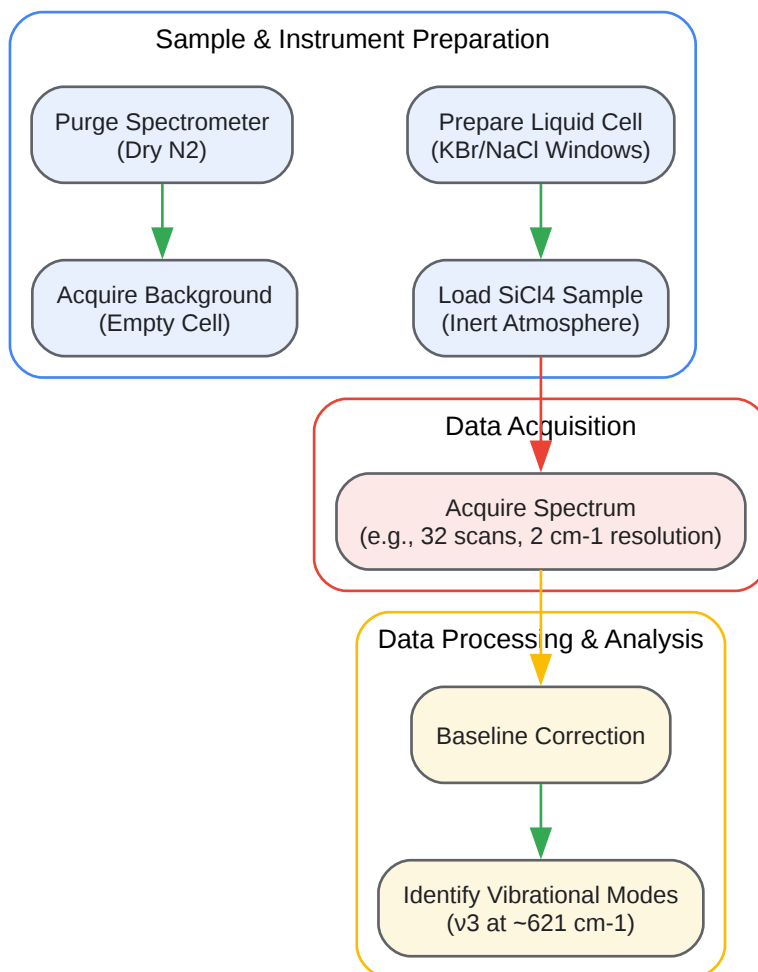 Sample & Instrument Preparation
Purge Spectrometer
(Dry N2)
Prepare Liquid Cell
(KBr/NaCl Windows)
Acquire Background
(Empty Cell)
Load SiCl4 Sample
(Inert Atmosphere)
Data Acquisition
Acquire Spectrum
(e.g., 32 scans, 2 cm-1 resolution)
Data Processing & Analysis
Baseline Correction
Identify Vibrational Modes
(ν3 at ~621 cm-1)